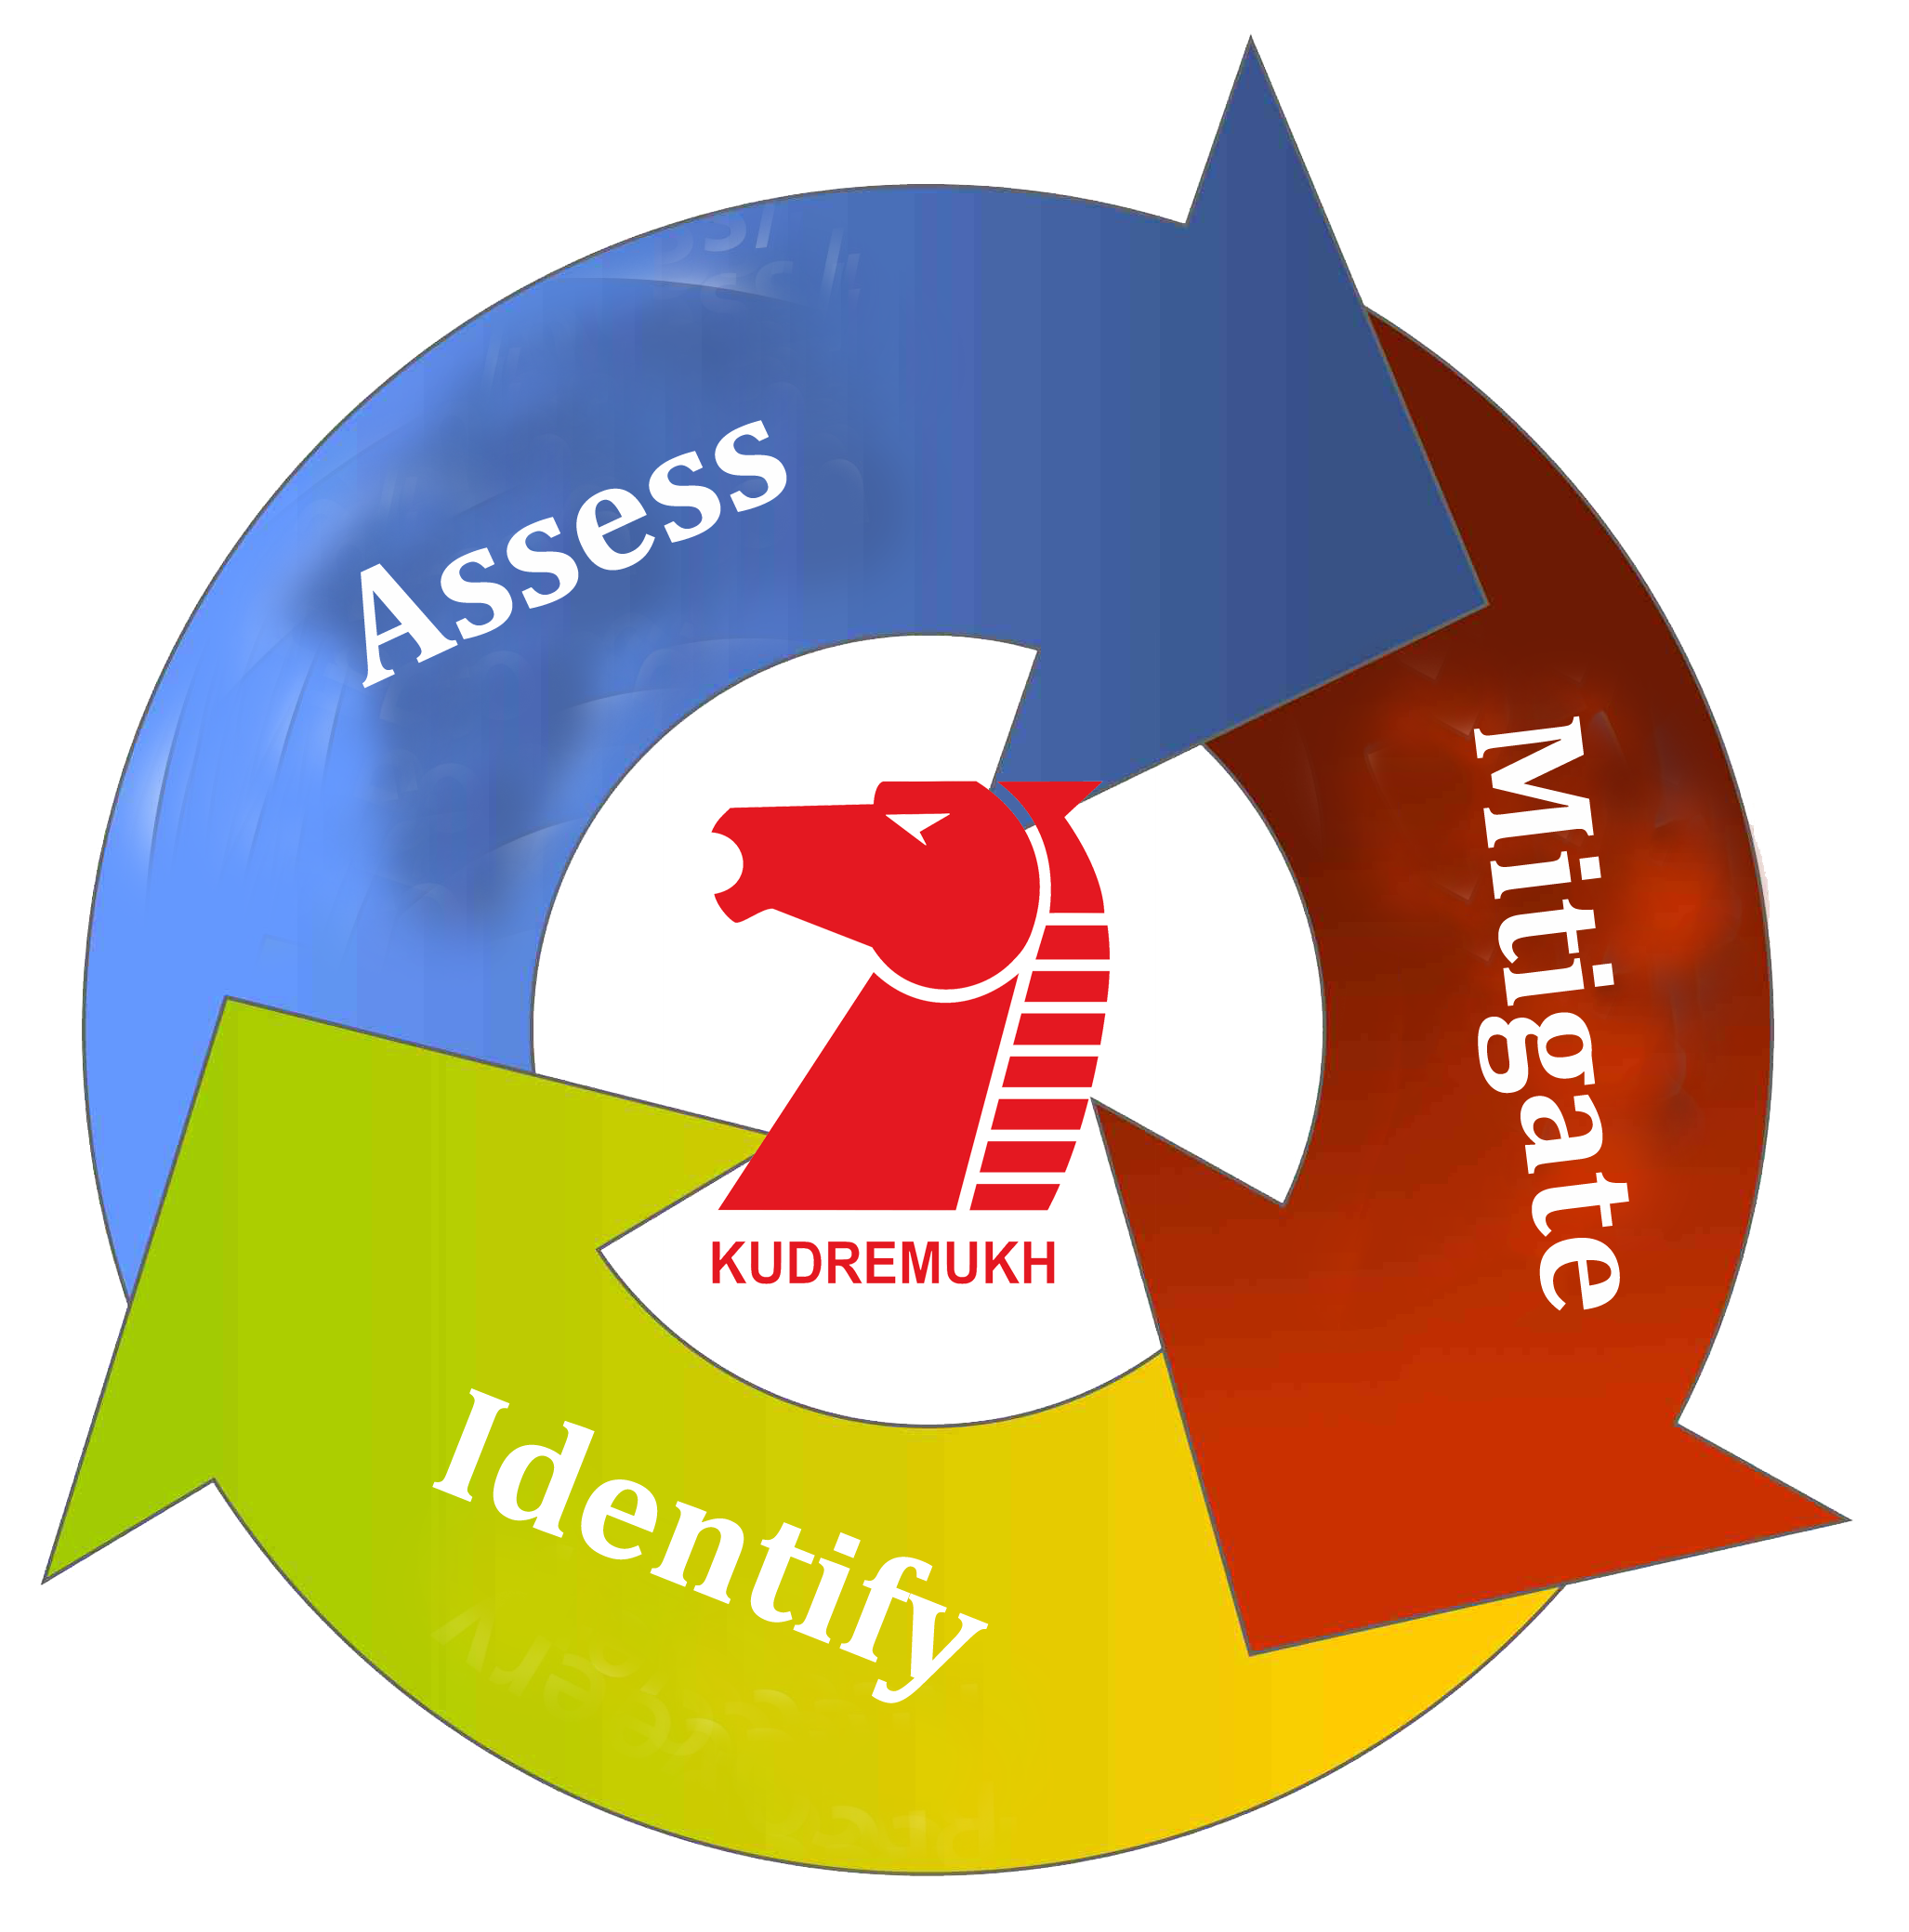 Assess
Mitigate
KUDREMUKH
Identify